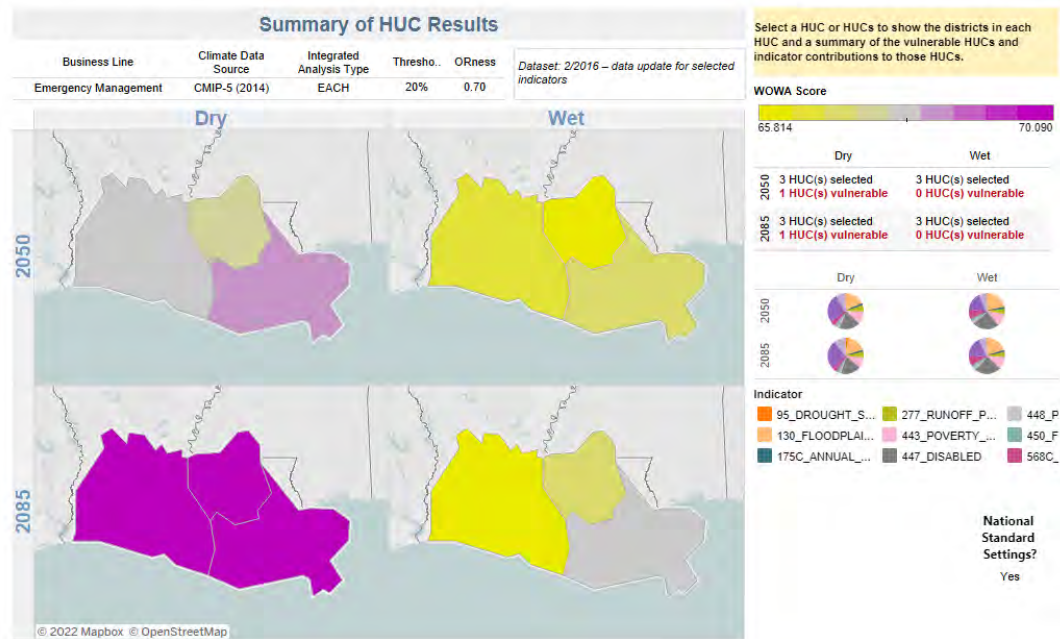 Summary of HUC Results
Business Line
Climate Data
Source
Integrated
Analysis Type
Thresho..
ORness
Emergency Management
CMIP-5 (2014)
EACH
20%
0.70
Dataset: 2/2016 – data update for selected
indicators
Dry
Wet
2050
2085
© 2022 Mapbox © OpenStreetMap
Select a HUC or HUCs to show the districts in each
HUC and a summary of the vulnerable HUCs and
indicator contributions to those HUCs.
WOWA Score
65.814
70.090
Dry
Wet
2050
3 HUC(s) selected
1 HUC(s) vulnerable
3 HUC(s) selected
0 HUC(s) vulnerable
2085
3 HUC(s) selected
1 HUC(s) vulnerable
3 HUC(s) selected
0 HUC(s) vulnerable
Dry
Wet
2050
2085
Indicator
95_DROUGHT_S...
277_RUNOFF_P...
448_P
130_FLOODPLAI...
443_POVERTY_...
450_F
175C_ANNUAL_...
447_DISABLED
568C_
National
Standard
Settings?
Yes